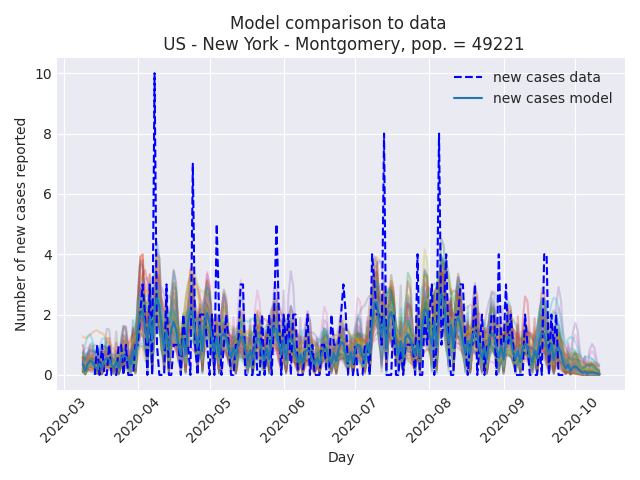 Model comparison to data
US - New York - Montgomery, pop. = 49221
new cases data
new cases model
Number of new cases reported
10
8
6
4
2
0
2020-03
2020-04
2020-05
2020-06
2020-07
2020-08
2020-09
2020-10
Day